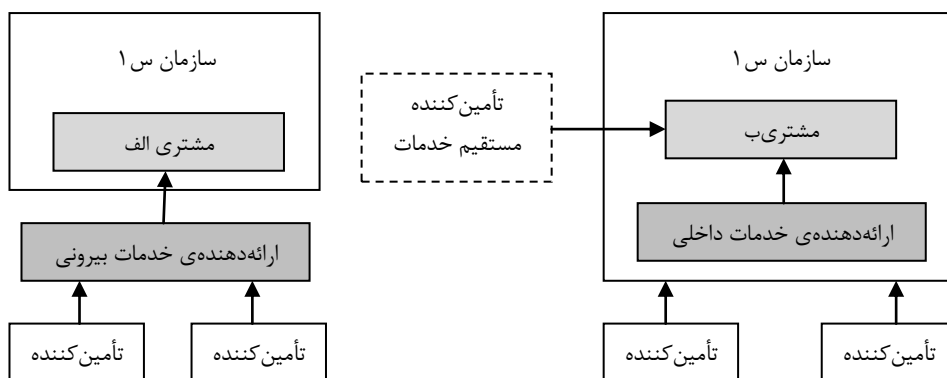 سازمان س۱
مشتری ب
ارائه‌دهنده‌ی خدمات داخلی
تأمین‌کننده
تأمین‌کننده
تأمین‌کننده
مستقیم خدمات
سازمان س۱
مشتری الف
ارائه‌دهنده‌ی خدمات بیرونی
تأمین‌کننده
تأمین‌کننده